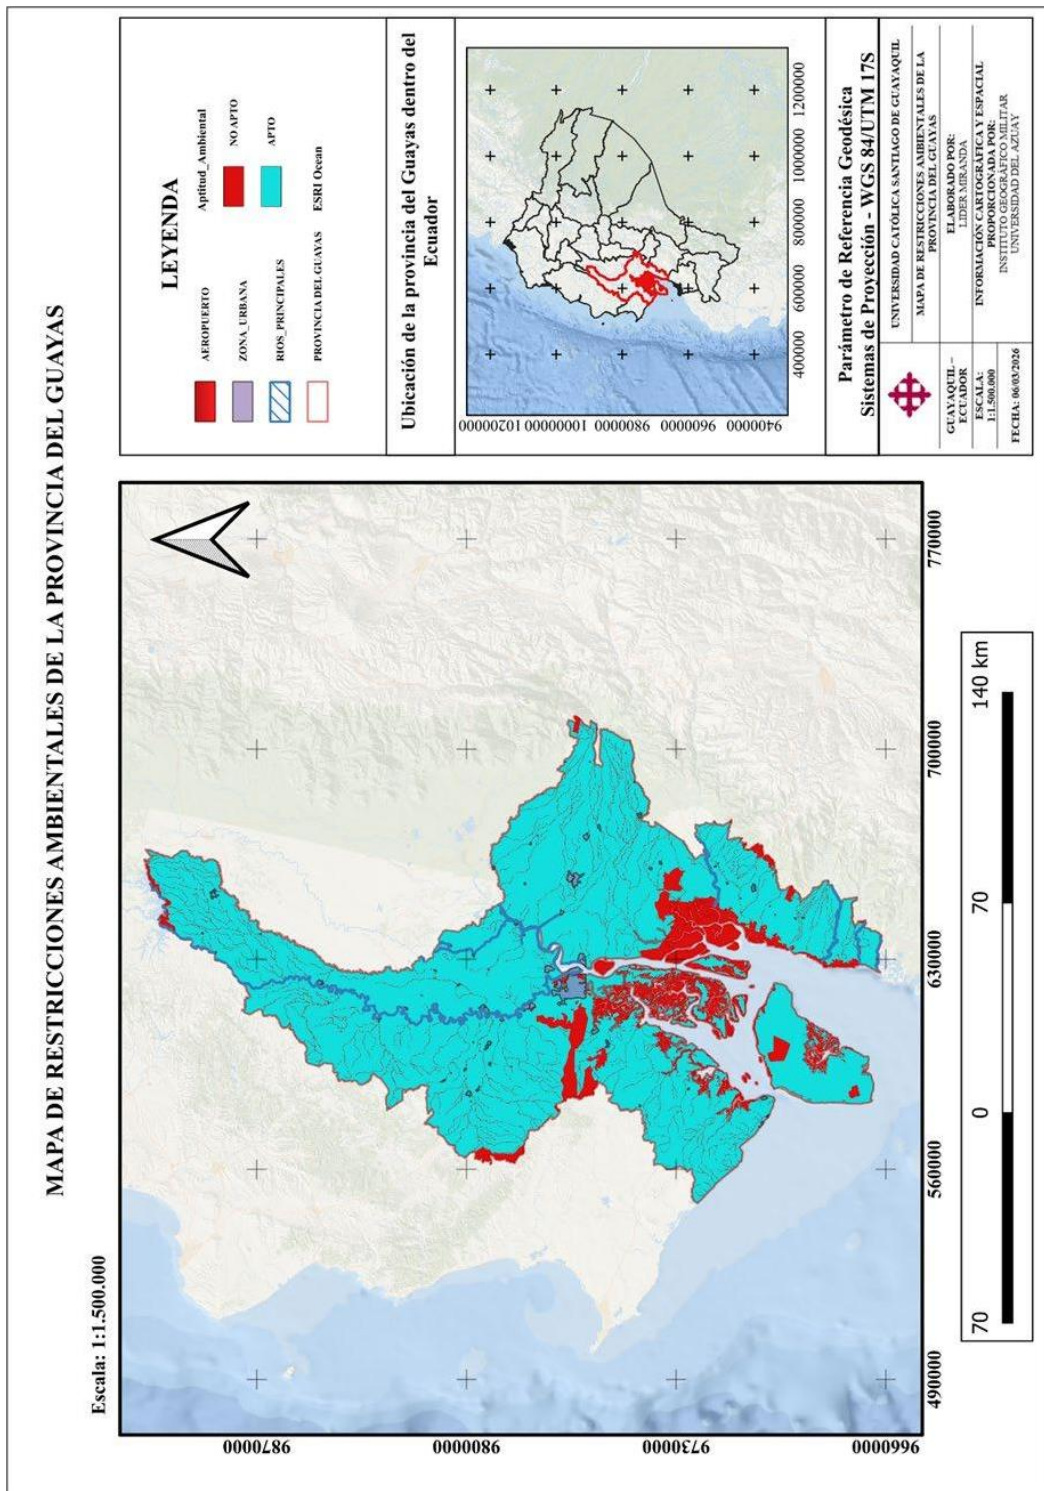 MAPA DE RESTRICCIONES AMBIENTALES DE LA PROVINCIA DEL GUAYAS
Escala: 1:1.500.000
9870000
9800000
9730000
9660000
490000
560000
630000
700000
770000
70
0
70
140 km
LEYENDA
AEROPUERTO
ZONA_URBANA
RIOS_PRINCIPALES
PROVINCIA DEL GUAYAS
Aptitud_Ambiental
NO APTO
APTO
ESRI Ocean
Ubicación de la provincia del Guayas dentro del
Ecuador
10200000
10000000
9800000
9600000
9400000
400000
600000
800000
1000000
1200000
Parámetro de Referencia Geodésica
Sistemas de Proyección - WGS 84/UTM 17S
UNIVERSIDAD CATÓLICA SANTIAGO DE GUAYAQUIL
GUAYAQUIL –
ECUADOR
MAPA DE RESTRICCIONES AMBIENTALES DE LA
PROVINCIA DEL GUAYAS
ELABORADO POR:
LIDER MIRANDA
ESCALA:
1:1.500.000
INFORMACIÓN CARTOGRÁFICA Y ESPACIAL
PROPORCIONADA POR:
INSTITUTO GEOGRÁFICO MILITAR
UNIVERSIDAD DEL AZUAY
FECHA: 06/03/2026